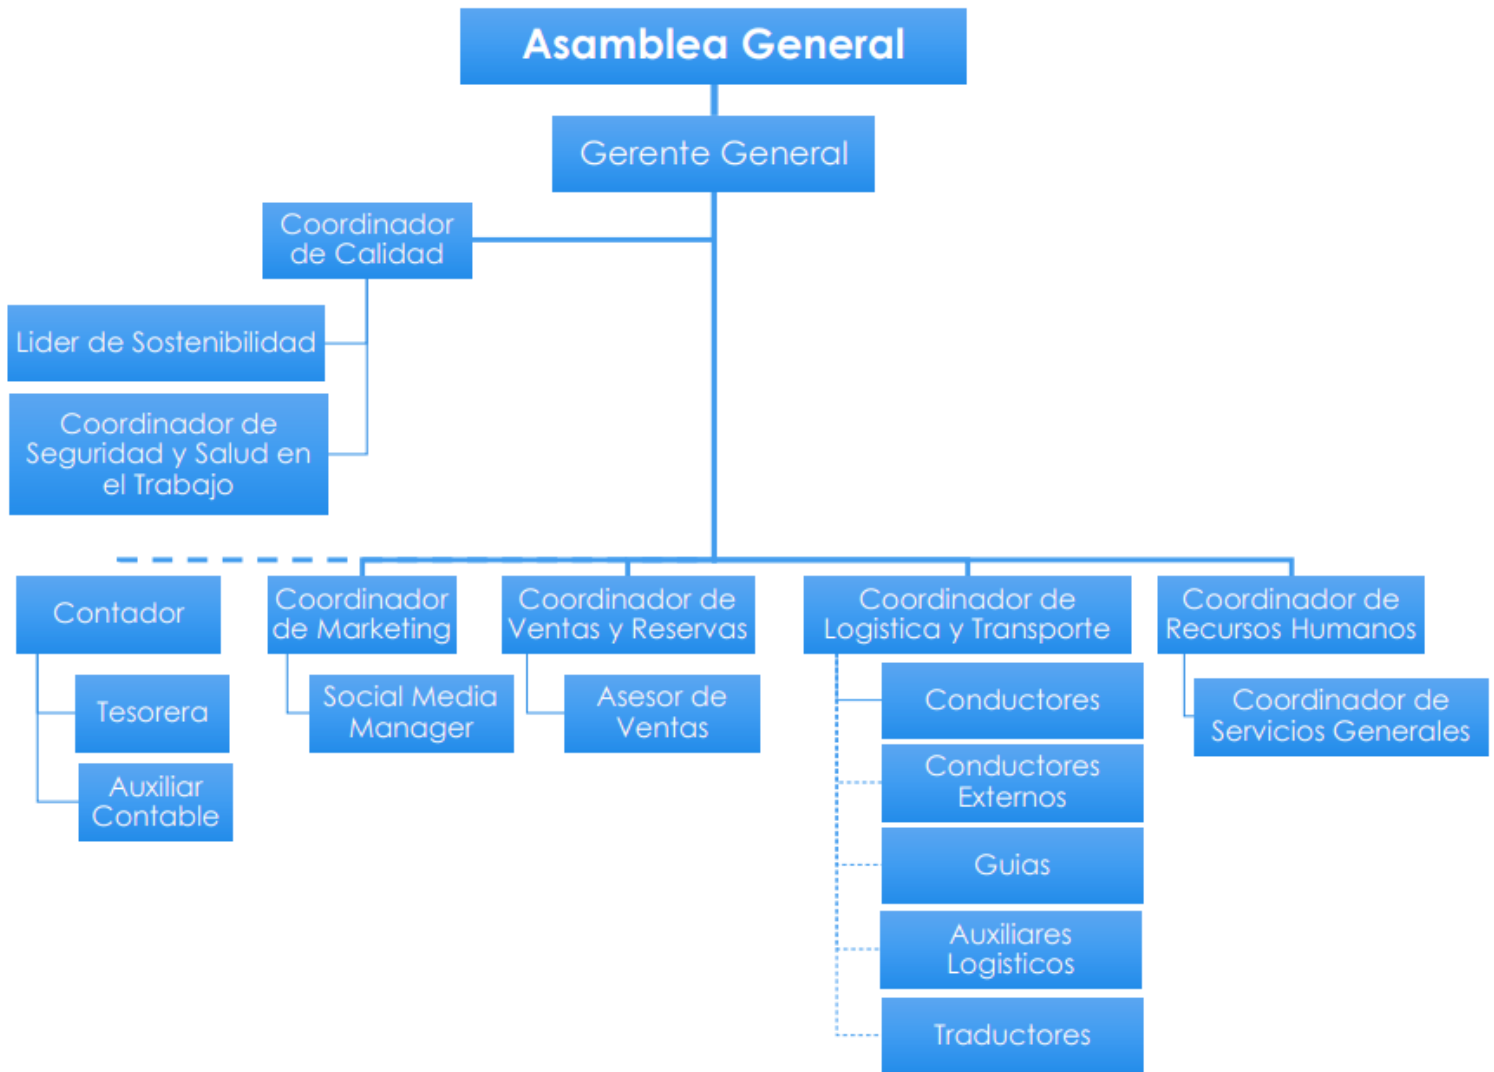 Asamblea General
Gerente General
Coordinador
de Calidad
Lider de Sostenibilidad
Coordinador de
Seguridad y Salud en
el Trabajo
Contador
Tesorera
Auxiliar
Contable
Coordinador
de Marketing
Social Media
Manager
Coordinador de
Ventas y Reservas
Asesor de
Ventas
Coordinador de
Logistica y Transporte
Conductores
Conductores
Externos
Guias
Auxiliares
Logisticos
Traductores
Coordinador de
Recursos Humanos
Coordinador de
Servicios Generales